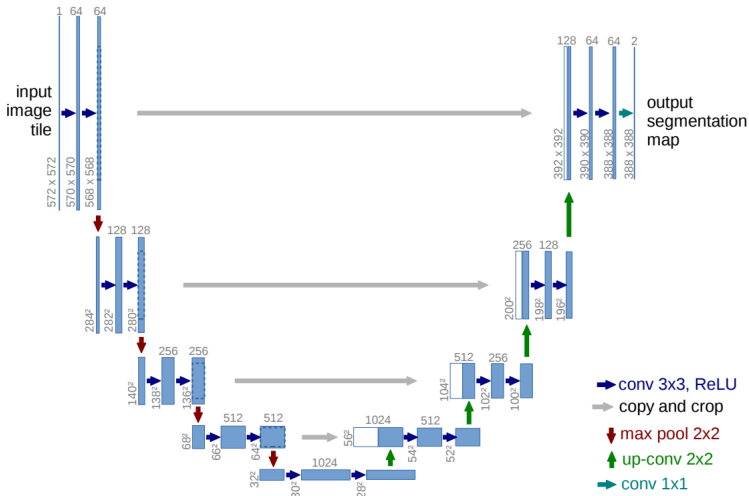 1 64 64
input
image
tile
572 x 572
570 x 570
568 x 568
128 64 64 2
output
segmentation
map
392 x 392
390 x 390
388 x 388
388 x 388
128 128
284²
282²
280²
256 128
200²
198²
196²
256 256
140²
138²
136²
512 256
104²
102²
100²
512 512
68²
66²
64²
1024 512
56²
54²
52²
1024
32²
30²
28²
conv 3x3, ReLU
copy and crop
max pool 2x2
up-conv 2x2
conv 1x1